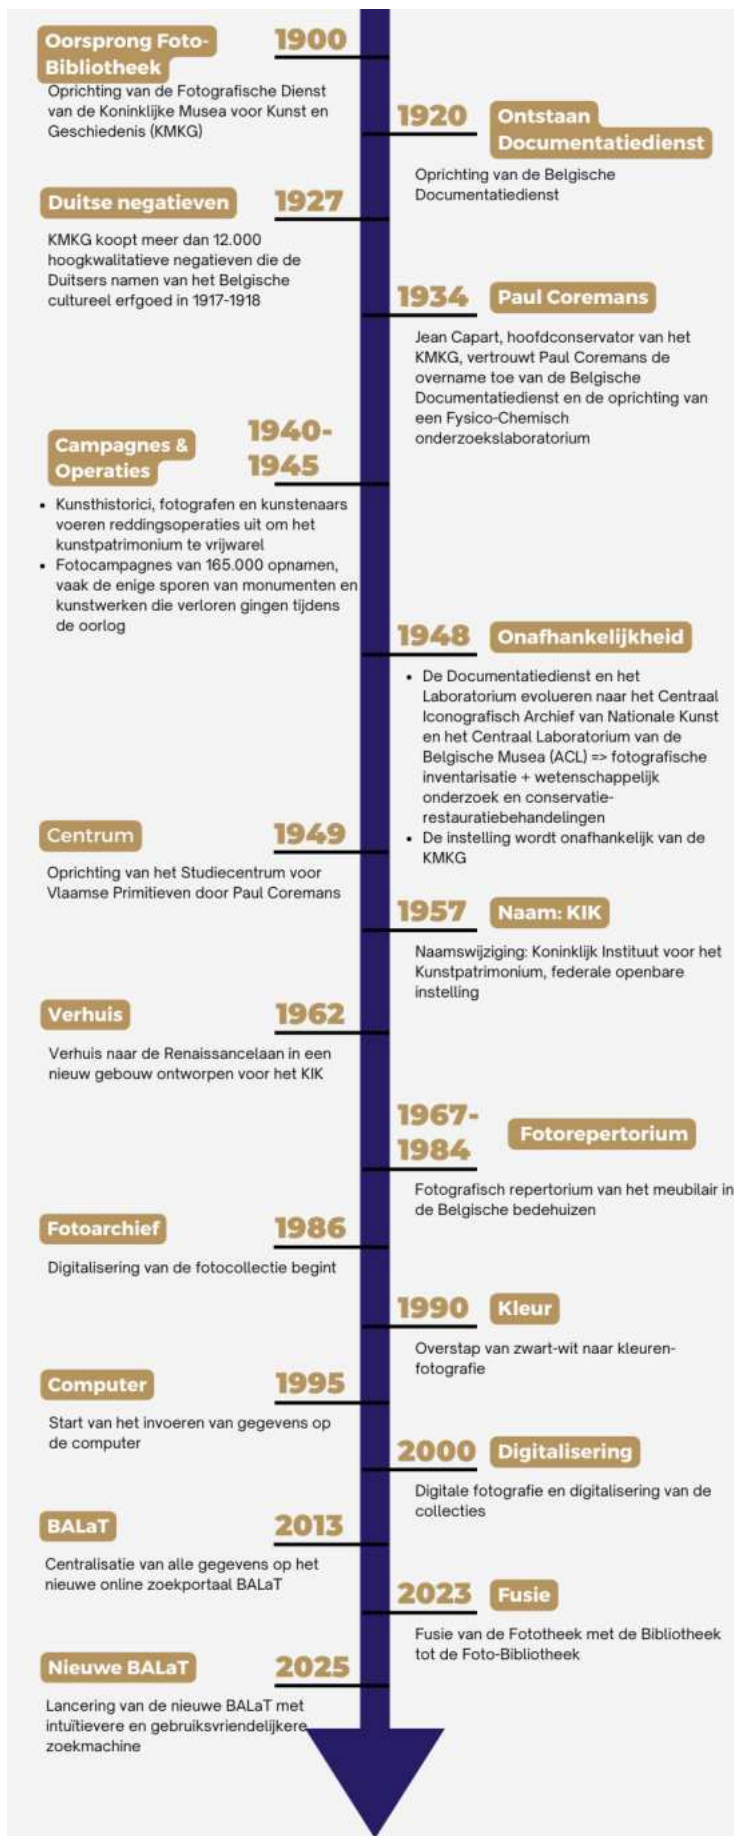 Oorsprong Foto-
Bibliotheek
1900
Oprichting van de Fotografische Dienst
van de Koninklijke Musea voor Kunst en
Geschiedenis (KMKG)
1920
Ontstaan
Documentatiedienst
Oprichting van de Belgische
Documentatiedienst
Duitse negatieven
1927
KMKG koopt meer dan 12.000
hoogkwalitatieve negatieven die de
Duitsers namen van het Belgische
cultureel erfgoed in 1917-1918
1934
Paul Coremans
Jean Capart, hoofdconservator van het
KMKG, vertrouwt Paul Coremans de
overname toe van de Belgische
Documentatiedienst en de oprichting van
een Fysico-Chemisch
onderzoekslaboratorium
Campagnes &
Operaties
1940-
1945
• Kunsthistorici, fotografen en kunstenaars
voeren reddingsoperaties uit om het
kunstpatrimonium te vrijwarel
• Fotocampagnes van 165.000 opnamen,
vaak de enige sporen van monumenten en
kunstwerken die verloren gingen tijdens
de oorlog
1948
Onafhankelijkheid
• De Documentatiedienst en het
Laboratorium evolueren naar het Centraal
Iconografisch Archief van Nationale Kunst
en het Centraal Laboratorium van de
Belgische Musea (ACL) => fotografische
inventarisatie + wetenschappelijk
onderzoek en conservatie-
restauratiebehandelingen
• De instelling wordt onafhankelijk van de
KMKG
Centrum
1949
Oprichting van het Studiecentrum voor
Vlaamse Primitieven door Paul Coremans
1957
Naam: KIK
Naamswijziging: Koninklijk Instituut voor het
Kunstpatrimonium, federale openbare
instelling
Verhuis
1962
Verhuis naar de Renaissancelaan in een
nieuw gebouw ontworpen voor het KIK
1967-
1984
Fotorepertorium
Fotografisch repertorium van het meubilair in
de Belgische bedehuizen
Fotoarchief
1986
Digitalisering van de fotocollectie begint
1990
Kleur
Overstap van zwart-wit naar kleuren-
fotografie
Computer
1995
Start van het invoeren van gegevens op
de computer
2000
Digitalisering
Digitale fotografie en digitalisering van de
collecties
BALaT
2013
Centralisatie van alle gegevens op het
nieuwe online zoekportaal BALaT
2023
Fusie
Fusie van de Fototheek met de Bibliotheek
tot de Foto-Bibliotheek
Nieuwe BALaT
2025
Lancering van de nieuwe BALaT met
intuïtievere en gebruiksvriendelijkere
zoekmachine